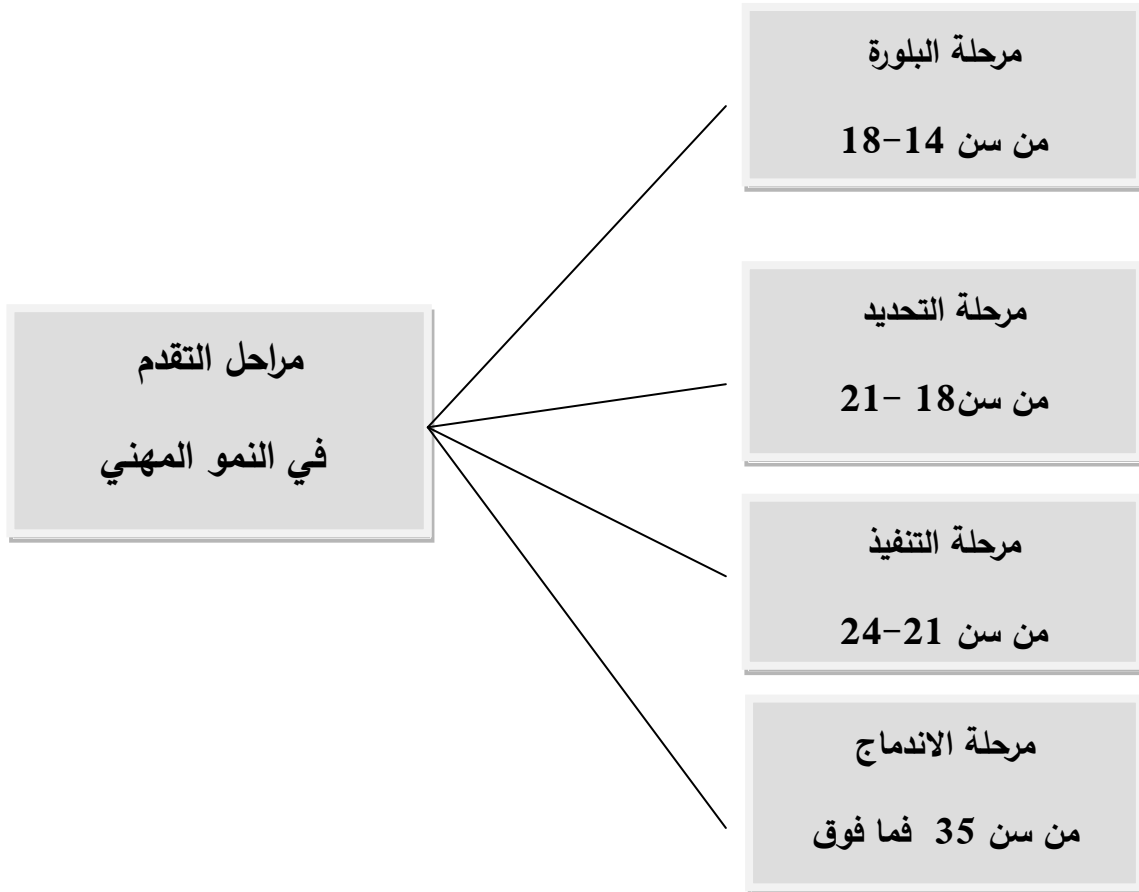 مرحلة البلورة
من سن 14-18
مرحلة التحديد
من سن18 -21
مراحل التقدم
في النمو المهني
مرحلة التنفيذ
من سن 21-24
مرحلة الاندماج
من سن 35 فما فوق